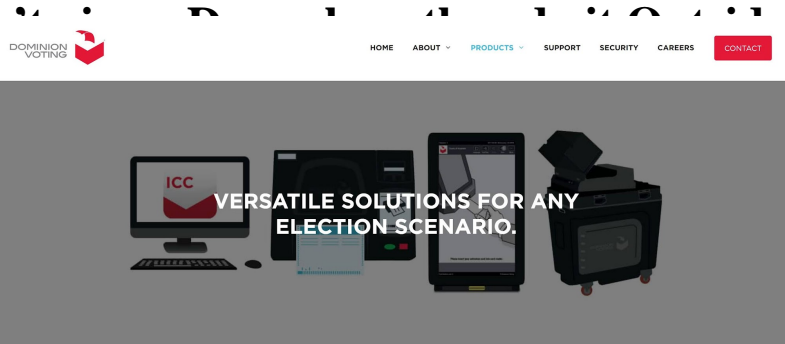 DOMINION
VOTING
HOME ABOUT PRODUCTS SUPPORT SECURITY CAREERS CONTACT
ICC
VERSATILE SOLUTIONS FOR ANY
ELECTION SCENARIO.